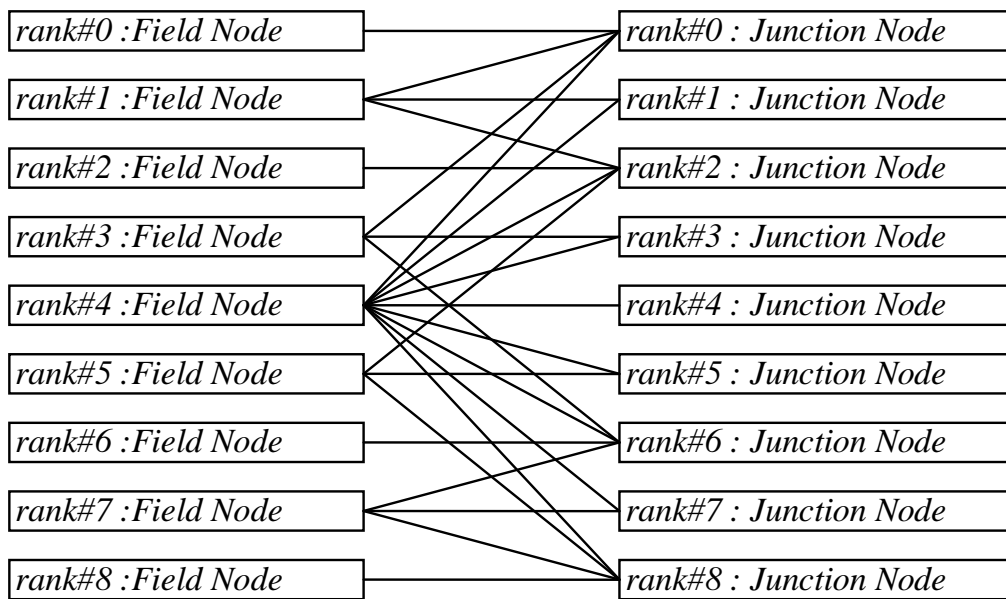 rank#0 :Field Node
rank#0 : Junction Node
rank#1 :Field Node
rank#1 : Junction Node
rank#2 :Field Node
rank#2 : Junction Node
rank#3 :Field Node
rank#3 : Junction Node
rank#4 :Field Node
rank#4 : Junction Node
rank#5 :Field Node
rank#5 : Junction Node
rank#6 :Field Node
rank#6 : Junction Node
rank#7 :Field Node
rank#7 : Junction Node
rank#8 :Field Node
rank#8 : Junction Node